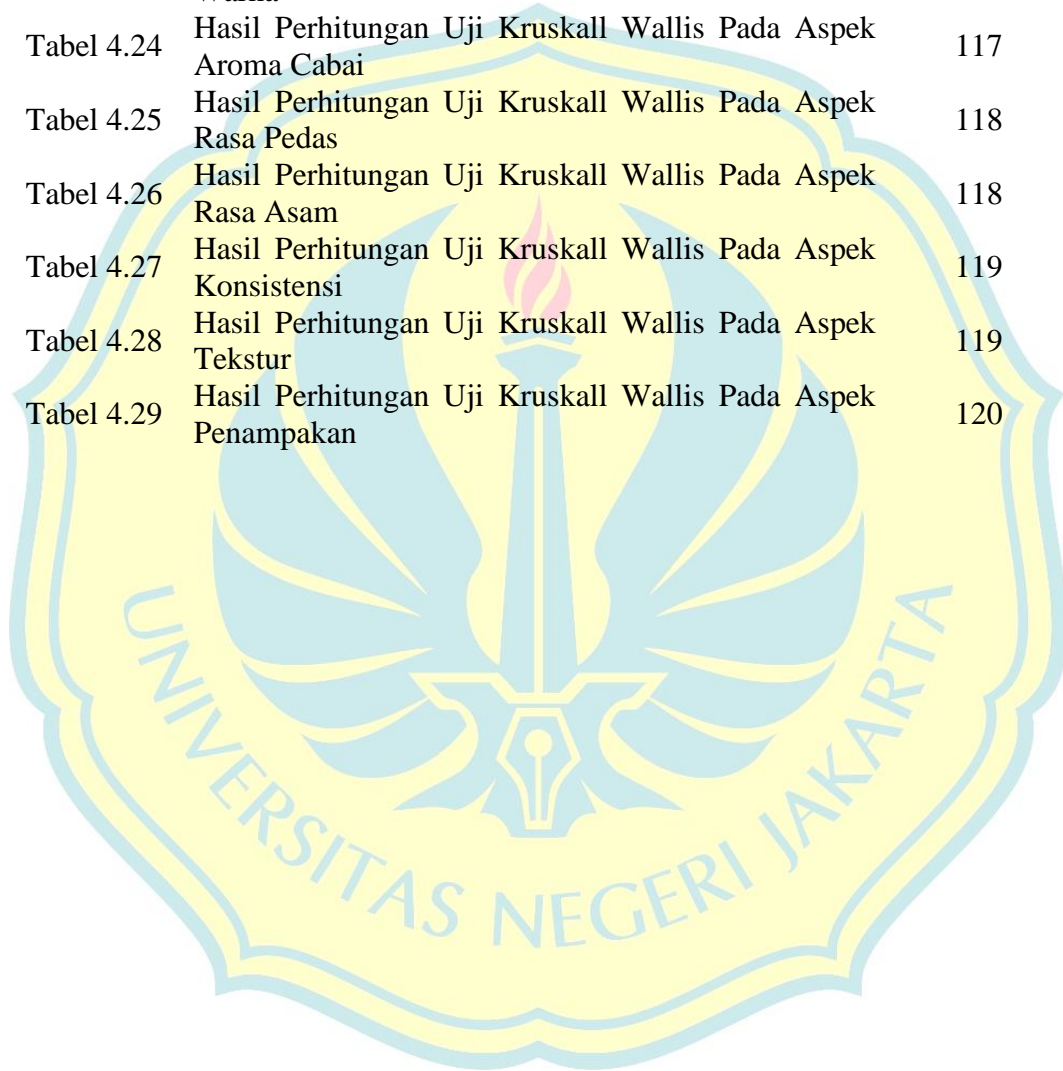 Tabel 4.24 Hasil Perhitungan Uji Kruskall Wallis Pada Aspek 117
Aroma Cabai
Tabel 4.25 Hasil Perhitungan Uji Kruskall Wallis Pada Aspek 118
Rasa Pedas
Tabel 4.26 Hasil Perhitungan Uji Kruskall Wallis Pada Aspek 118
Rasa Asam
Tabel 4.27 Hasil Perhitungan Uji Kruskall Wallis Pada Aspek 119
Konsistensi
Tabel 4.28 Hasil Perhitungan Uji Kruskall Wallis Pada Aspek 119
Tekstur
Tabel 4.29 Hasil Perhitungan Uji Kruskall Wallis Pada Aspek 120
Penampakan
UNIVERSITAS NEGERI JAKARTA